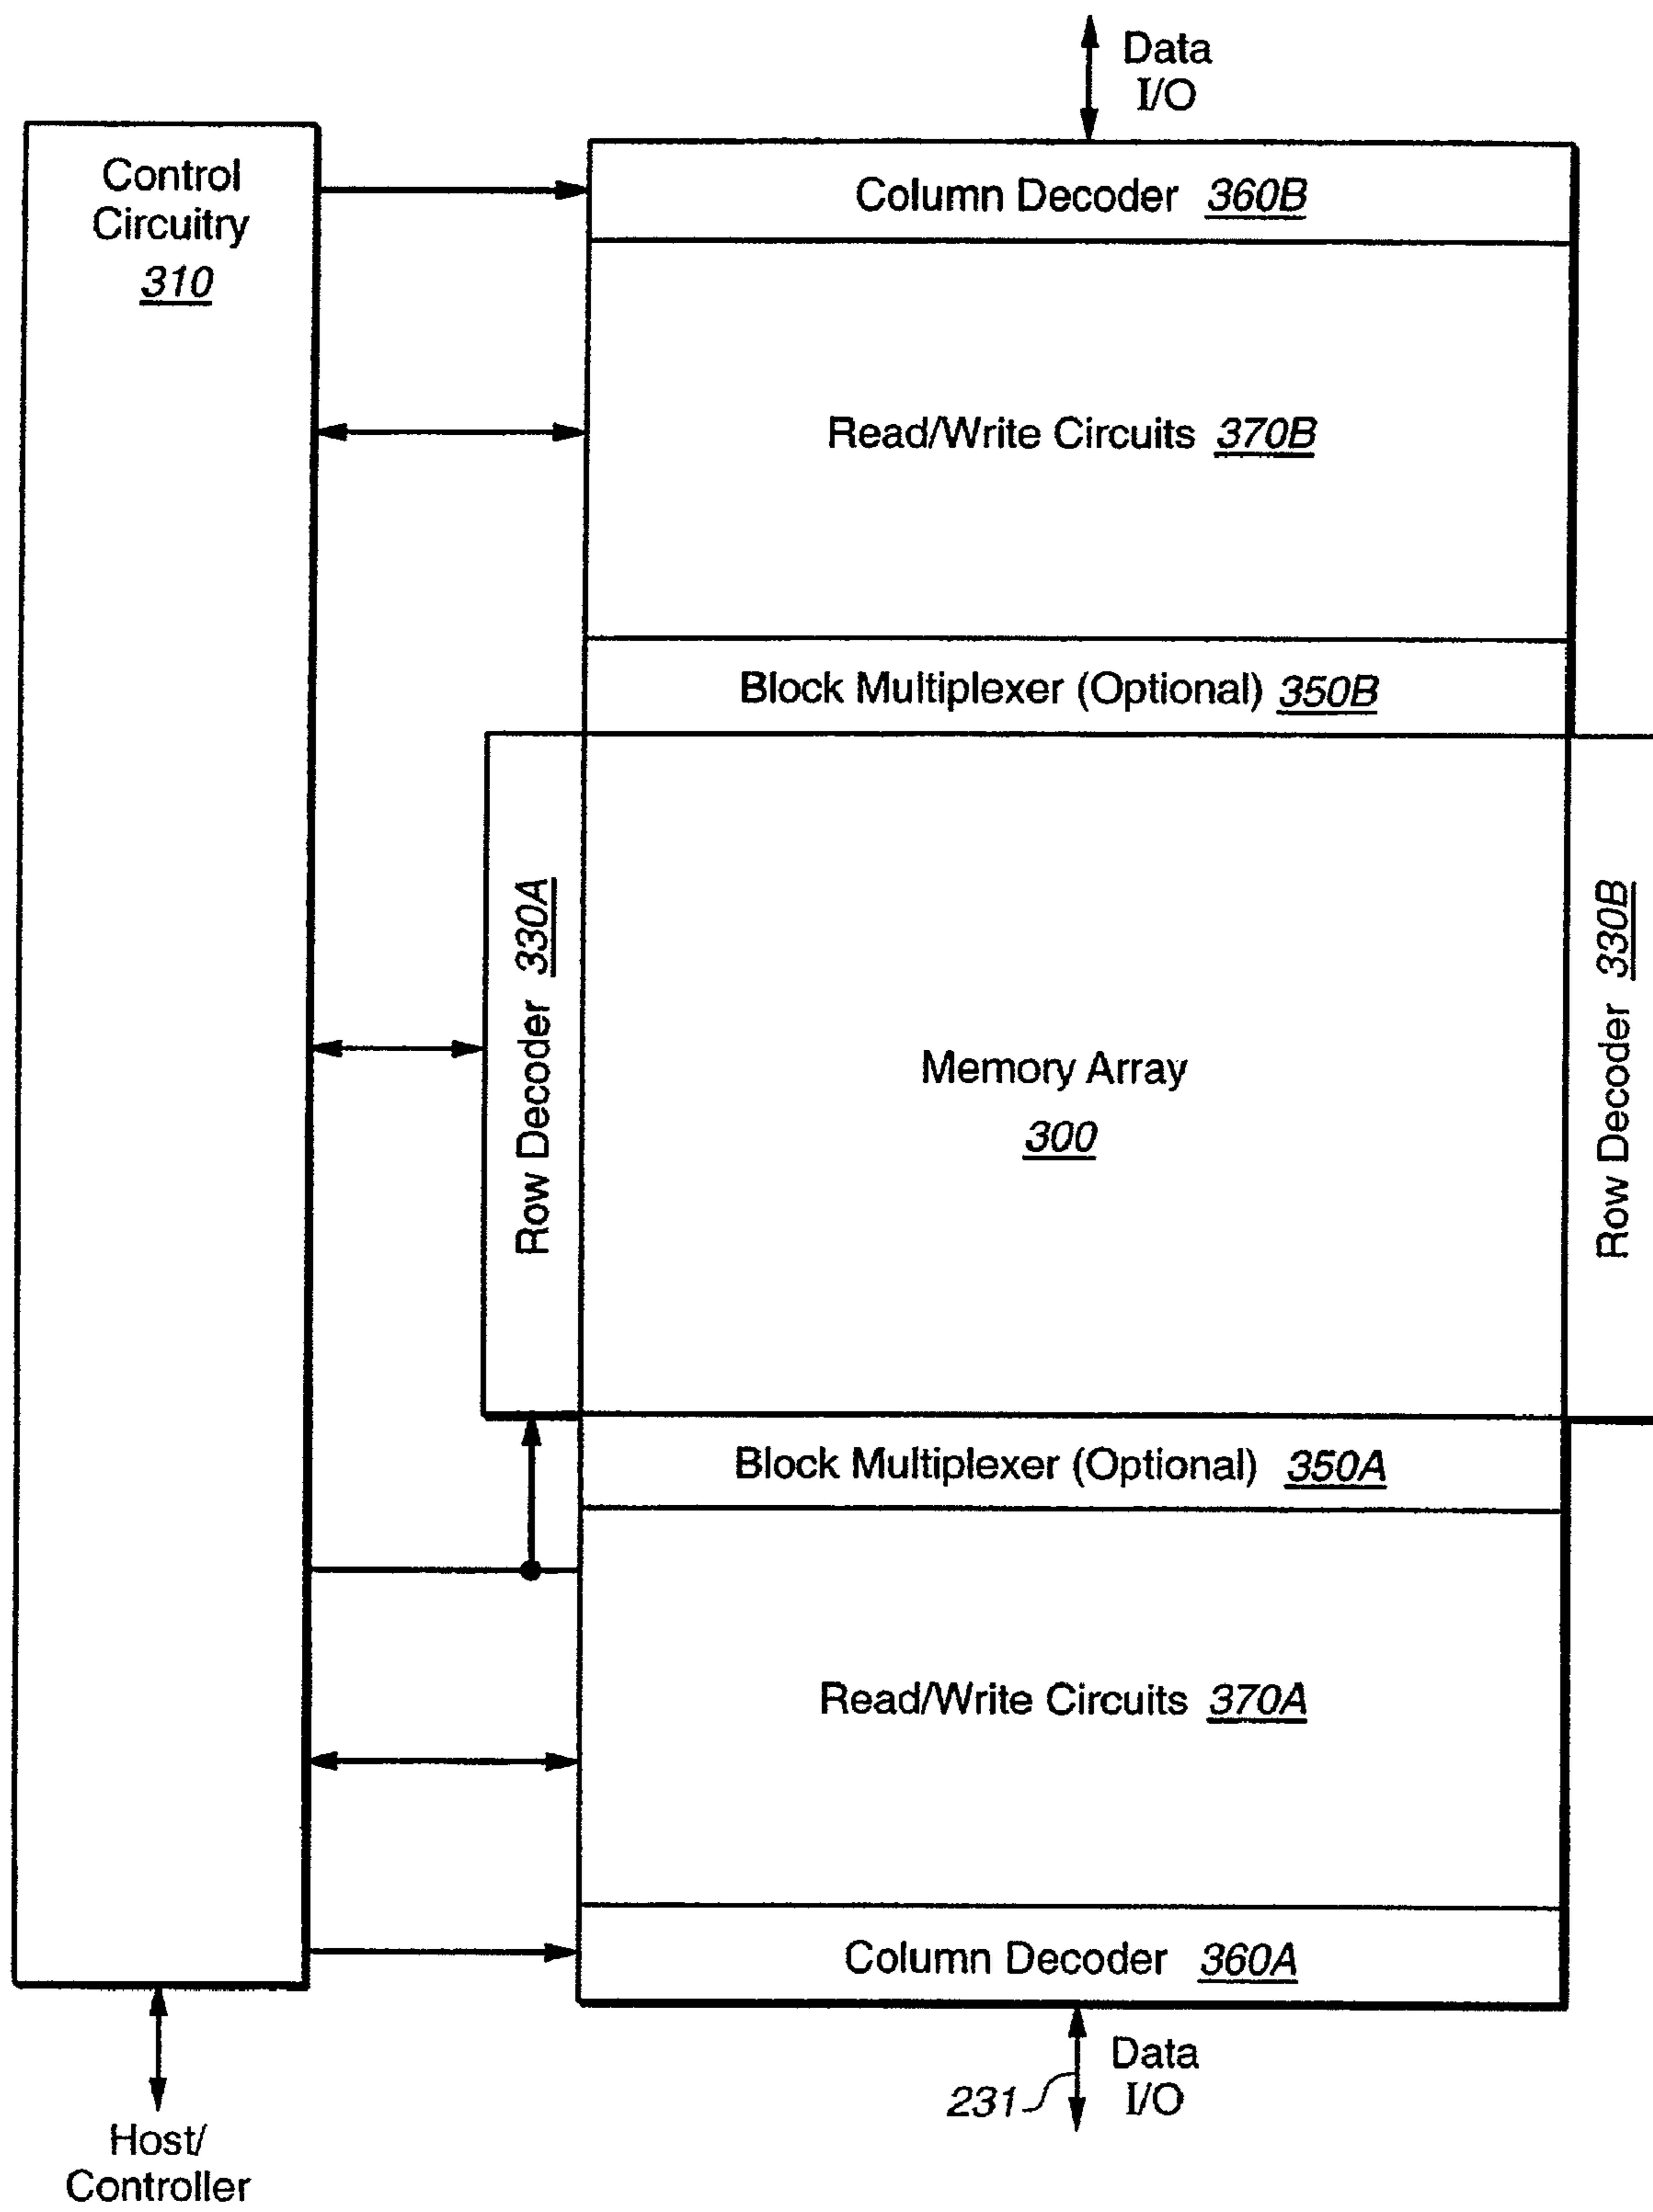 Data
I/O
Control
Circuitry
310
Column Decoder 360B
Read/Write Circuits 370B
Block Multiplexer (Optional) 350B
Row Decoder 330A
Memory Array
300
Row Decoder 330B
Block Multiplexer (Optional) 350A
Read/Write Circuits 370A
Column Decoder 360A
231
Data
I/O
Host/
Controller